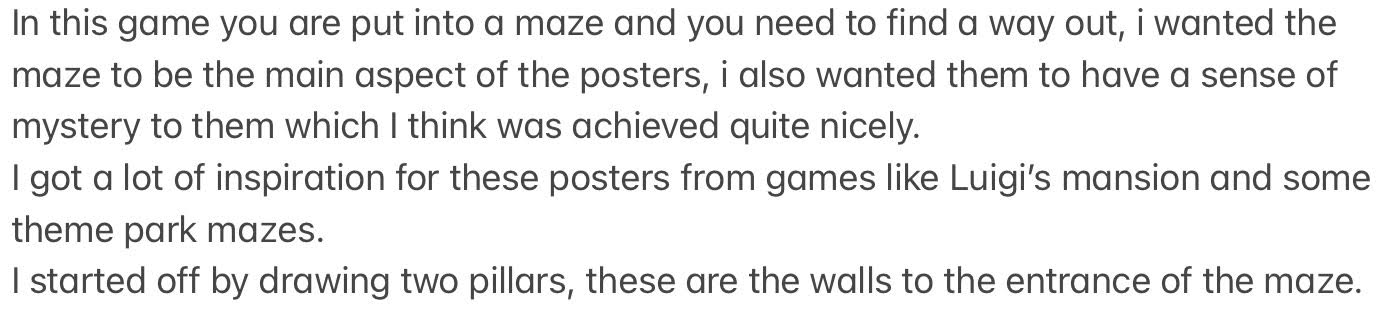 In this game you are put into a maze and you need to find a way out, i wanted the
maze to be the main aspect of the posters, i also wanted them to have a sense of
mystery to them which I think was achieved quite nicely.
I got a lot of inspiration for these posters from games like Luigi’s mansion and some
theme park mazes.
I started off by drawing two pillars, these are the walls to the entrance of the maze.